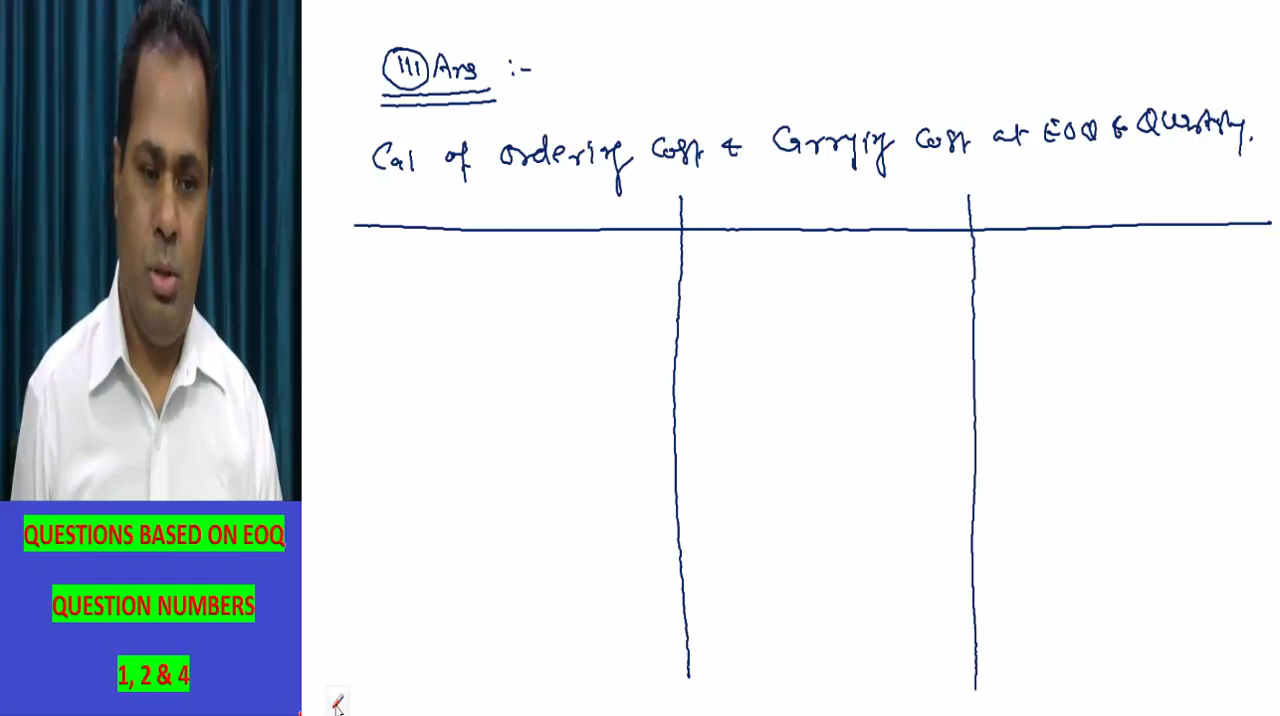 III Ans :-
Cal of ordering cost & Carrying cost at EOQ &
QUESTIONS BASED ON EOQ
QUESTION NUMBERS
1, 2 & 4